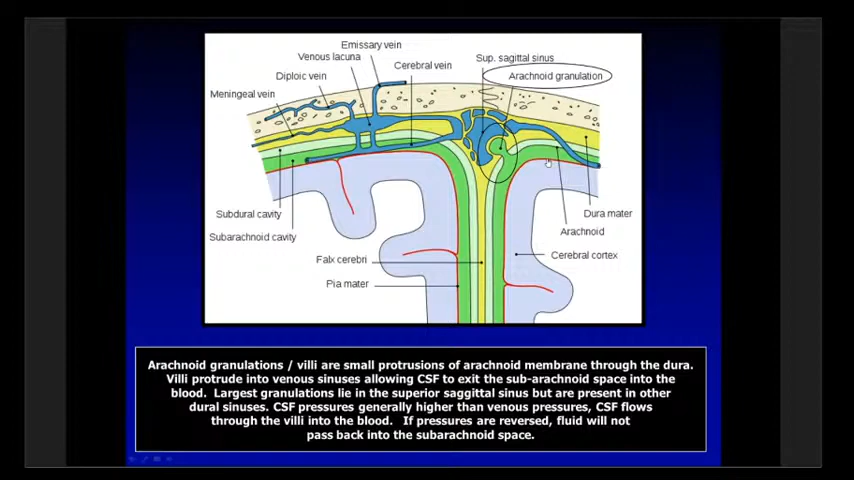 Emissary vein
Venous lacuna
Cerebral vein
Sup. sagittal sinus
Diploic vein
Arachnoid granulation
Meningeal vein
Subdural cavity
Dura mater
Subarachnoid cavity
Arachnoid
Falx cerebri
Cerebral cortex
Pia mater
Arachnoid granulations / villi are small protrusions of arachnoid membrane through the dura.
Villi protrude into venous sinuses allowing CSF to exit the sub-arachnoid space into the
blood. Largest granulations lie in the superior saggittal sinus but are present in other
dural sinuses. CSF pressures generally higher than venous pressures, CSF flows
through the villi into the blood. If pressures are reversed, fluid will not
pass back into the subarachnoid space.